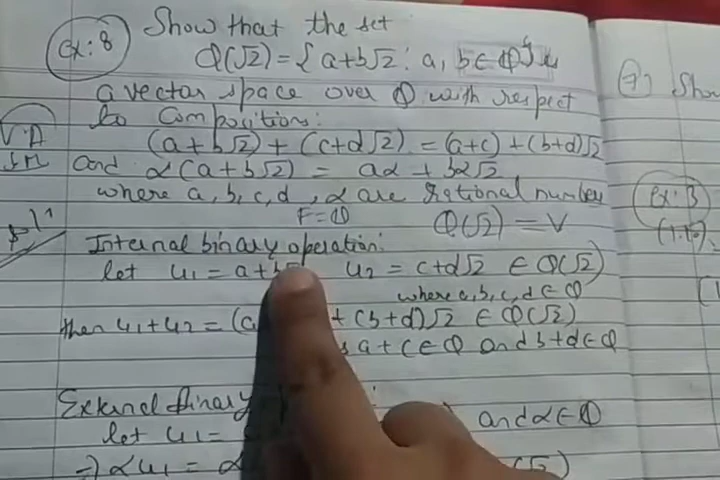 ex: 8 Show that the set
Q(√2) = { a+b√2 : a, b ∈ Q } is
a vector space over Q with respect
to compositions:
V.A (a+b√2) + (c+d√2) = (a+c) + (b+d)√2
S.M and α(a+b√2) = aα + bα√2
where a, b, c, d, α are rational number
F = Q Q(√2) = V
Internal binary operation:
let u1 = a+b u2 = c+d√2 ∈ Q(√2)
where a, b, c, d ∈ Q
then u1+u2 = (a + (b+d)√2 ∈ Q(√2)
a+c ∈ Q and b+d ∈ Q
External binary :
let u1 = and α ∈ Q
⇒ αu1 = α (√2)
Show
ex: 3